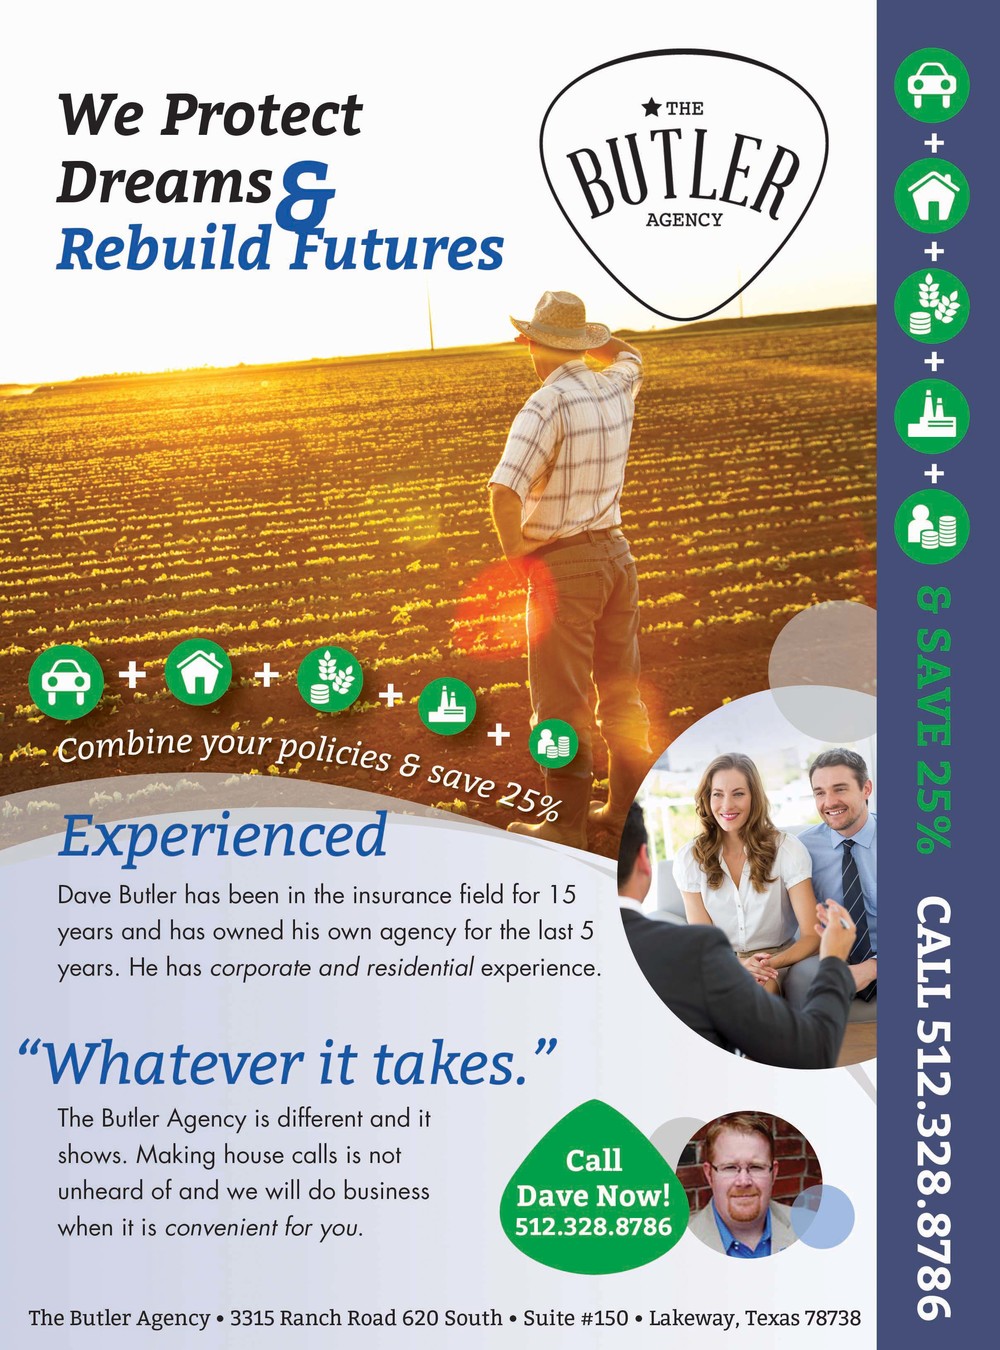 We Protect
Dreams &
Rebuild Futures
THE
BUTLER
AGENCY
Combine your policies & save 25%
Experienced
Dave Butler has been in the insurance field for 15
years and has owned his own agency for the last 5
years. He has corporate and residential experience.
“Whatever it takes.”
The Butler Agency is different and it
shows. Making house calls is not
unheard of and we will do business
when it is convenient for you.
Call
Dave Now!
512.328.8786
The Butler Agency • 3315 Ranch Road 620 South • Suite #150 • Lakeway, Texas 78738
+ + + + & SAVE 25% CALL 512.328.8786